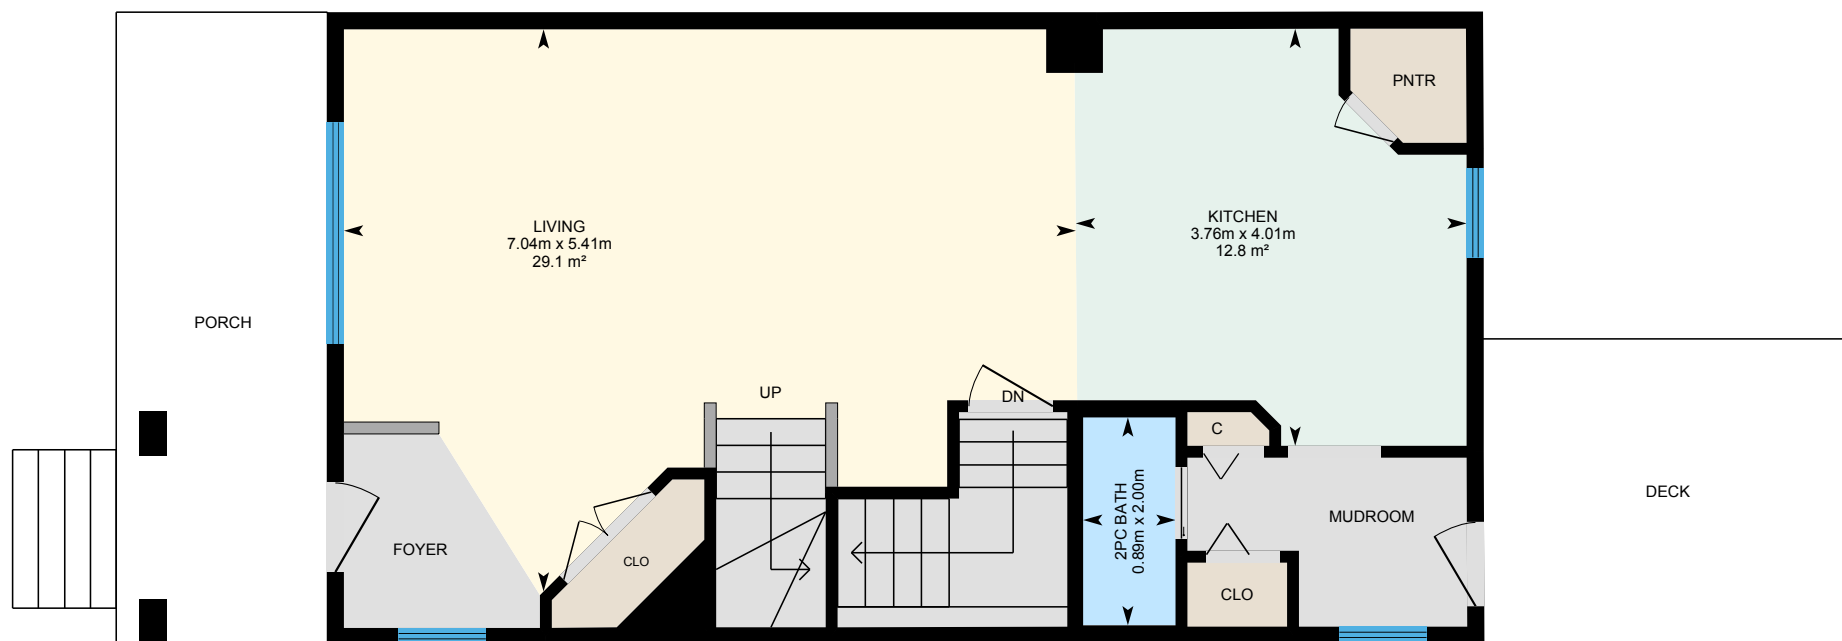 PNTR
LIVING
7.04m x 5.41m
29.1 m²
KITCHEN
3.76m x 4.01m
12.8 m²
PORCH
UP
DN
C
2PC BATH
0.89m x 2.00m
MUDROOM
DECK
FOYER
CLO
CLO